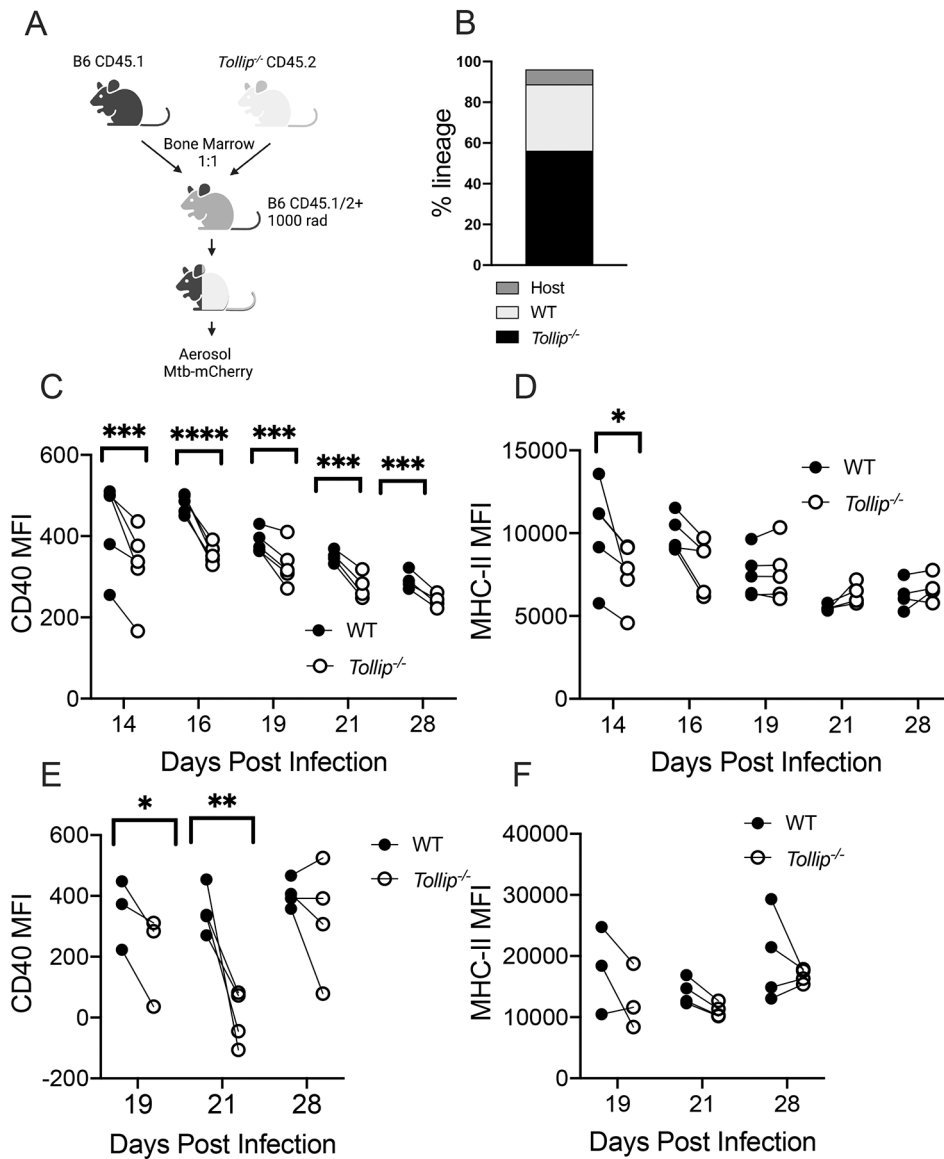 A
B6 CD45.1
Tollip-/- CD45.2
Bone Marrow
1:1
B6 CD45.1/2+
1000 rad
Aerosol
Mtb-mCherry
B
% lineage
100
80
60
40
20
0
Host
WT
Tollip-/-
C
***
****
***
***
***
CD40 MFI
600
400
200
0
WT
Tollip-/-
14 16 19 21 28
Days Post Infection
D
*
MHC-II MFI
15000
10000
5000
0
WT
Tollip-/-
14 16 19 21 28
Days Post Infection
E
*
**
CD40 MFI
600
400
200
0
-200
WT
Tollip-/-
19 21 28
Days Post Infection
F
MHC-II MFI
40000
30000
20000
10000
0
WT
Tollip-/-
19 21 28
Days Post Infection